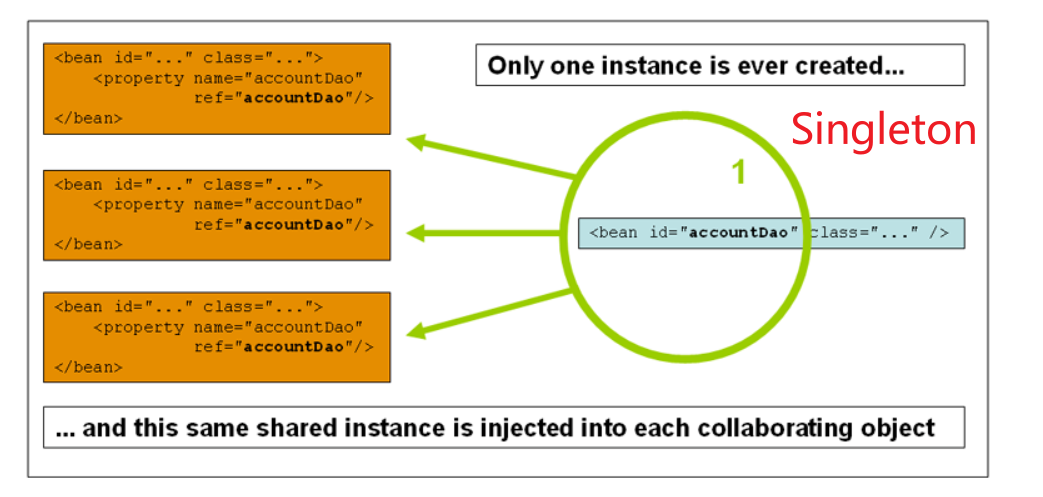 <bean id="..." class="...">
<property name="accountDao"
ref="accountDao"/>
</bean>
Only one instance is ever created...
Singleton
1
<bean id="..." class="...">
<property name="accountDao"
ref="accountDao"/>
</bean>
<bean id="accountDao" class="..." />
<bean id="..." class="...">
<property name="accountDao"
ref="accountDao"/>
</bean>
... and this same shared instance is injected into each collaborating object